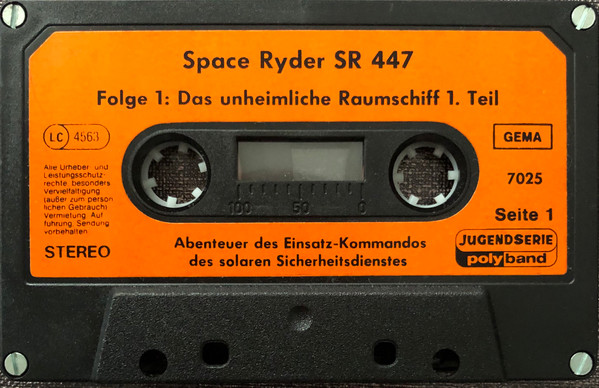 Space Ryder SR 447
Folge 1: Das unheimliche Raumschiff 1. Teil
LC 4563
GEMA
Alle Urheber- und
Leistungsschutz-
rechte, besonders
Vervielfältigung
(außer zum persön
lichen Gebrauch)
Vermietung, Auf
führung, Sendung
vorbehalten.
STEREO
100 50 0
7025
Seite 1
Abenteuer des Einsatz-Kommandos
des solaren Sicherheitsdienstes
JUGENDSERIE
polyband